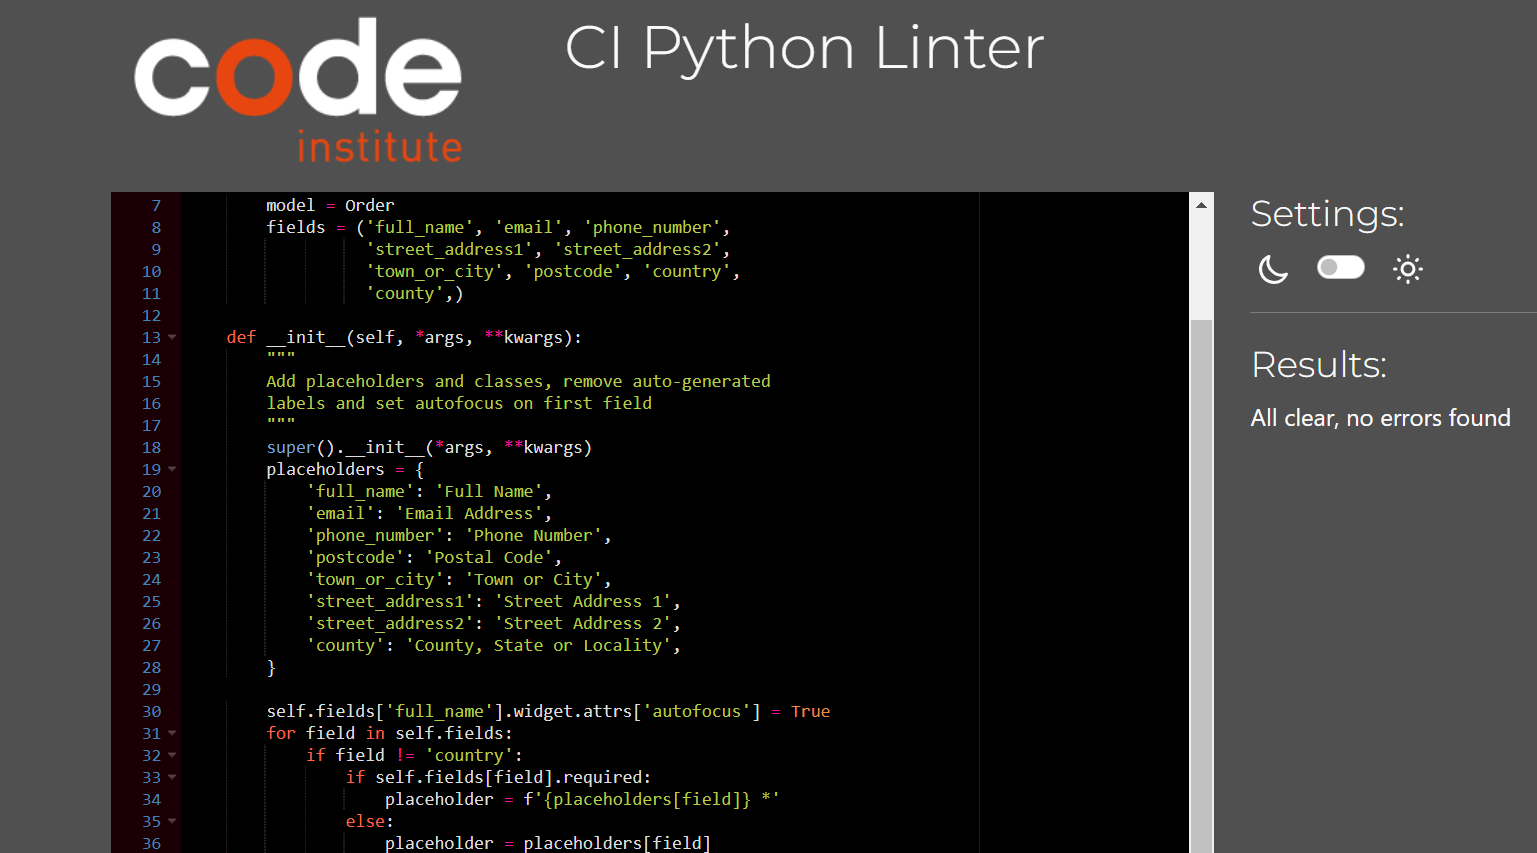 code
institute
CI Python Linter
7 model = Order
8 fields = ('full_name', 'email', 'phone_number',
9 'street_address1', 'street_address2',
10 'town_or_city', 'postcode', 'country',
11 'county',)
12
13 def __init__(self, *args, **kwargs):
14 """
15 Add placeholders and classes, remove auto-generated
16 labels and set autofocus on first field
17 """
18 super().__init__(*args, **kwargs)
19 placeholders = {
20 'full_name': 'Full Name',
21 'email': 'Email Address',
22 'phone_number': 'Phone Number',
23 'postcode': 'Postal Code',
24 'town_or_city': 'Town or City',
25 'street_address1': 'Street Address 1',
26 'street_address2': 'Street Address 2',
27 'county': 'County, State or Locality',
28 }
29
30 self.fields['full_name'].widget.attrs['autofocus'] = True
31 for field in self.fields:
32 if field != 'country':
33 if self.fields[field].required:
34 placeholder = f'{placeholders[field]} *'
35 else:
36 placeholder = placeholders[field]
Settings:
Results:
All clear, no errors found